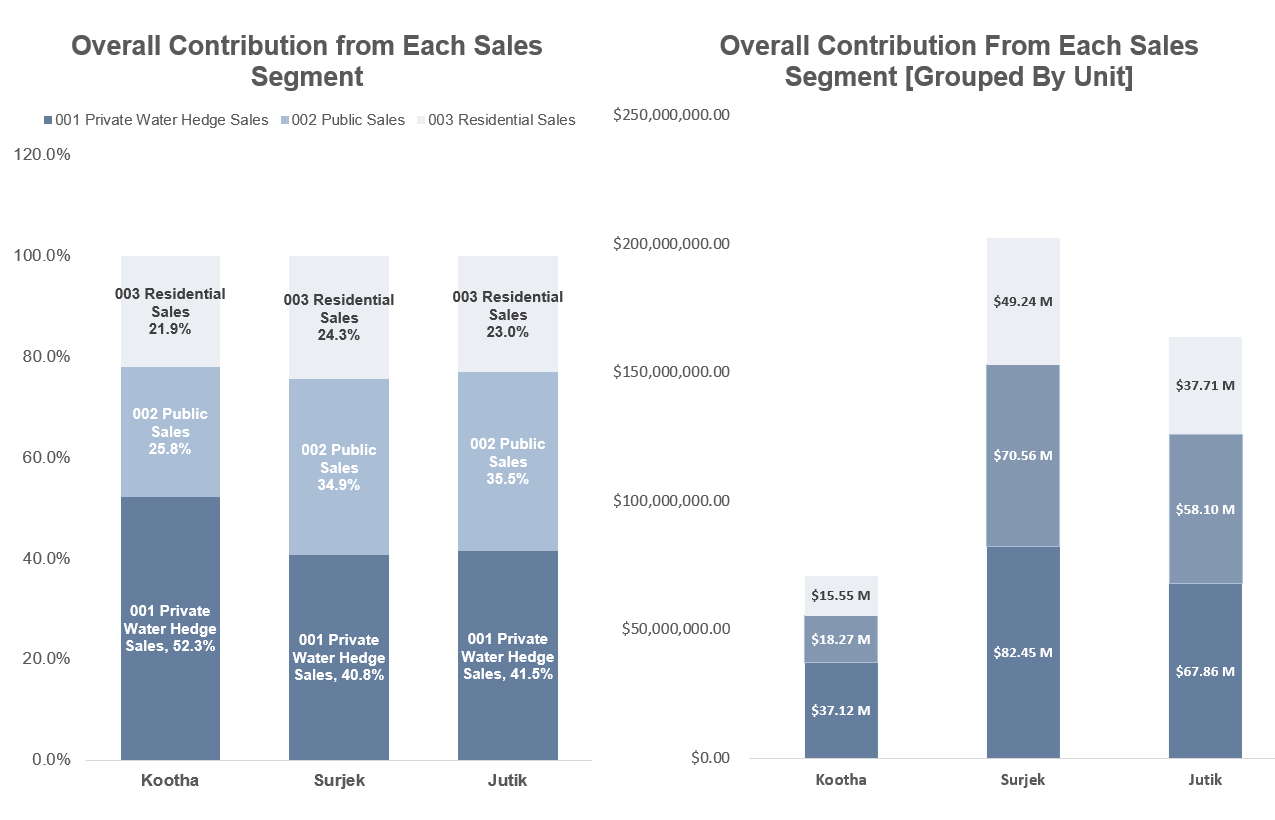 Overall Contribution from Each Sales
Segment
001 Private Water Hedge Sales 002 Public Sales 003 Residential Sales
120.0%
100.0%
80.0%
60.0%
40.0%
20.0%
0.0%
003 Residential
Sales
21.9%
002 Public
Sales
25.8%
001 Private
Water Hedge
Sales, 52.3%
003 Residential
Sales
24.3%
002 Public
Sales
34.9%
001 Private
Water Hedge
Sales, 40.8%
003 Residential
Sales
23.0%
002 Public
Sales
35.5%
001 Private
Water Hedge
Sales, 41.5%
Kootha Surjek Jutik
Overall Contribution From Each Sales
Segment [Grouped By Unit]
$250,000,000.00
$200,000,000.00
$150,000,000.00
$100,000,000.00
$50,000,000.00
$0.00
$15.55 M
$18.27 M
$37.12 M
$49.24 M
$70.56 M
$82.45 M
$37.71 M
$58.10 M
$67.86 M
Kootha Surjek Jutik